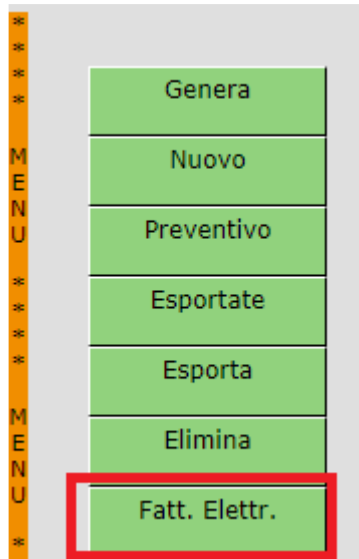 *
*
*
*
M
E
N
U
*
*
*
*
M
E
N
U
*
Genera
Nuovo
Preventivo
Esportate
Esporta
Elimina
Fatt. Elettr.